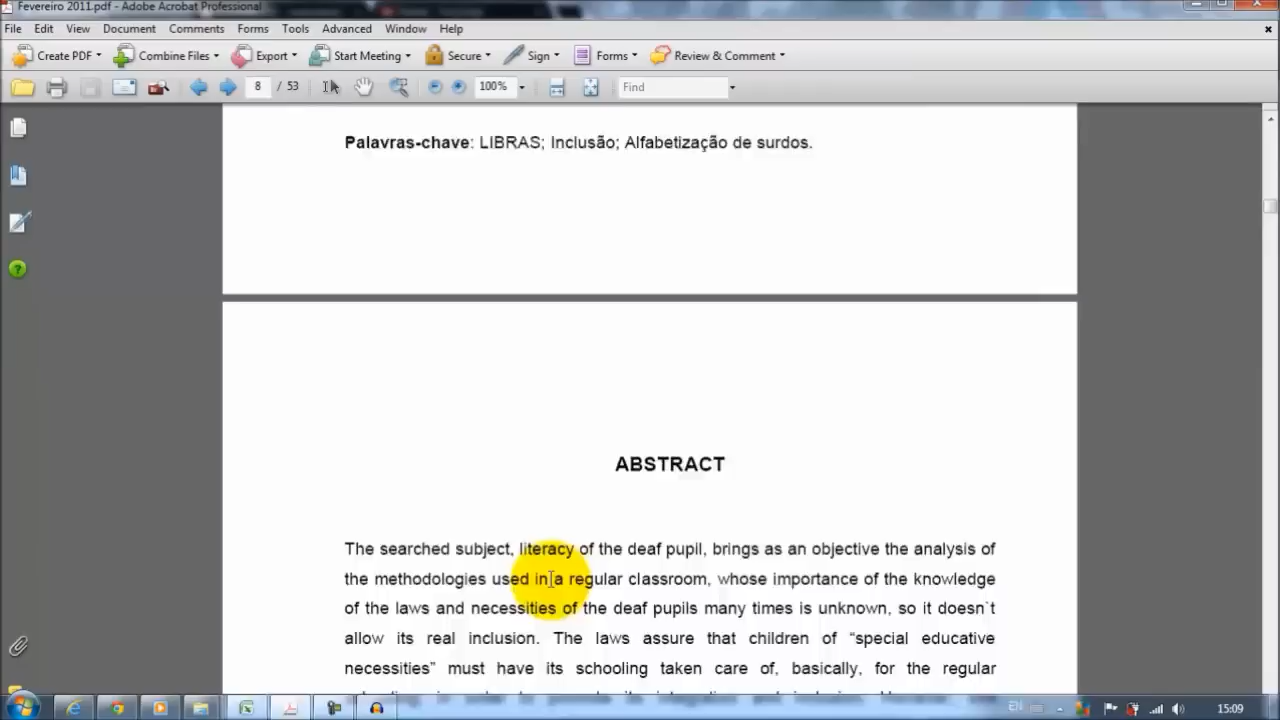 Fevereiro 2011.pdf - Adobe Acrobat Professional
File Edit View Document Comments Forms Tools Advanced Window Help
Create PDF Combine Files Export Start Meeting Secure Sign Forms Review & Comment
8 / 53 100% Find
Palavras-chave: LIBRAS; Inclusão; Alfabetização de surdos.
ABSTRACT
The searched subject, literacy of the deaf pupil, brings as an objective the analysis of
the methodologies used in a regular classroom, whose importance of the knowledge
of the laws and necessities of the deaf pupils many times is unknown, so it doesn`t
allow its real inclusion. The laws assure that children of “special educative
necessities” must have its schooling taken care of, basically, for the regular
EN 15:09